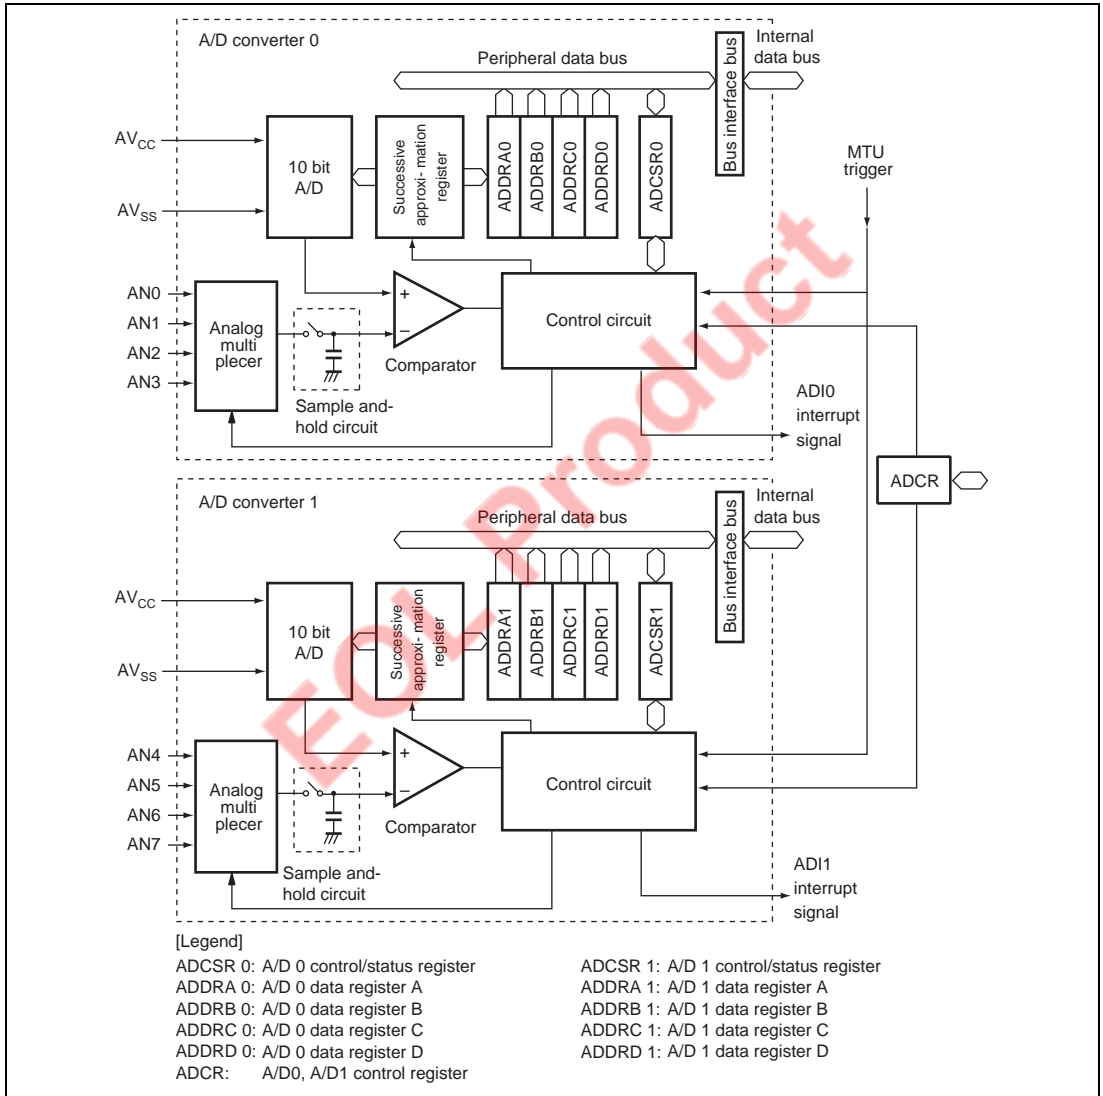 A/D converter 0
Peripheral data bus
Bus interface bus
Internal
data bus
AVCC
AVSS
10 bit
A/D
Successive
approxi- mation
register
ADDRA0
ADDRB0
ADDRC0
ADDRD0
ADCSR0
MTU
trigger
AN0
AN1
AN2
AN3
Analog
multi
plecer
Sample and-
hold circuit
+
−
Comparator
Control circuit
ADI0
interrupt
signal
ADCR
A/D converter 1
Peripheral data bus
Bus interface bus
Internal
data bus
AVCC
AVSS
10 bit
A/D
Successive
approxi- mation
register
ADDRA1
ADDRB1
ADDRC1
ADDRD1
ADCSR1
AN4
AN5
AN6
AN7
Analog
multi
plecer
Sample and-
hold circuit
+
−
Comparator
Control circuit
ADI1
interrupt
signal
EOL Product
[Legend]
ADCSR 0: A/D 0 control/status register
ADDRA 0: A/D 0 data register A
ADDRB 0: A/D 0 data register B
ADDRC 0: A/D 0 data register C
ADDRD 0: A/D 0 data register D
ADCR: A/D0, A/D1 control register
ADCSR 1: A/D 1 control/status register
ADDRA 1: A/D 1 data register A
ADDRB 1: A/D 1 data register B
ADDRC 1: A/D 1 data register C
ADDRD 1: A/D 1 data register D